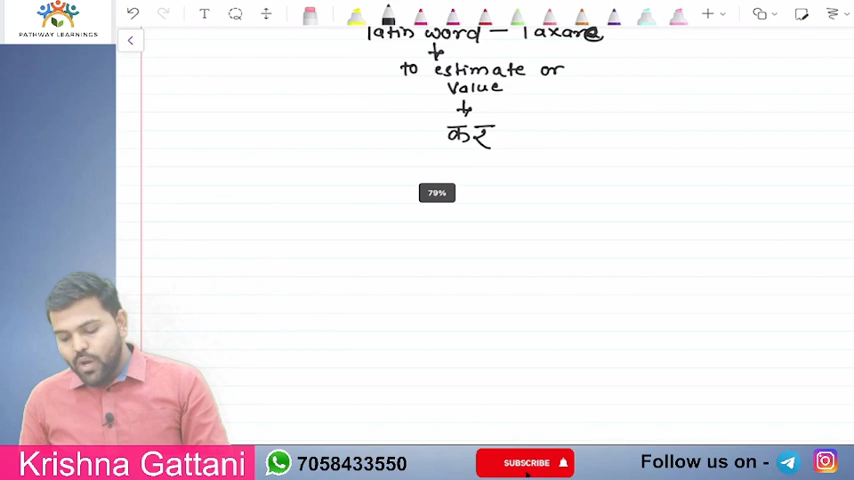 PATHWAY LEARNINGS
latin word - Taxare
to estimate or
value
कर
79%
Krishna Gattani
7058433550
SUBSCRIBE
Follow us on -